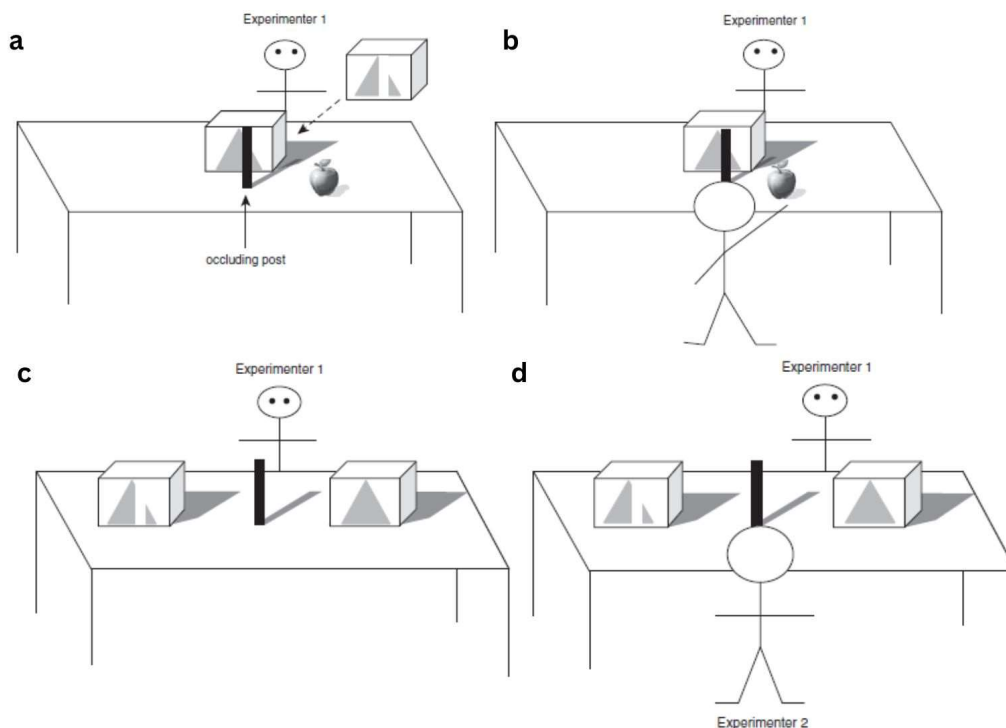 a
Experimenter 1
occluding post
b
Experimenter 1
c
Experimenter 1
d
Experimenter 1
Experimenter 2